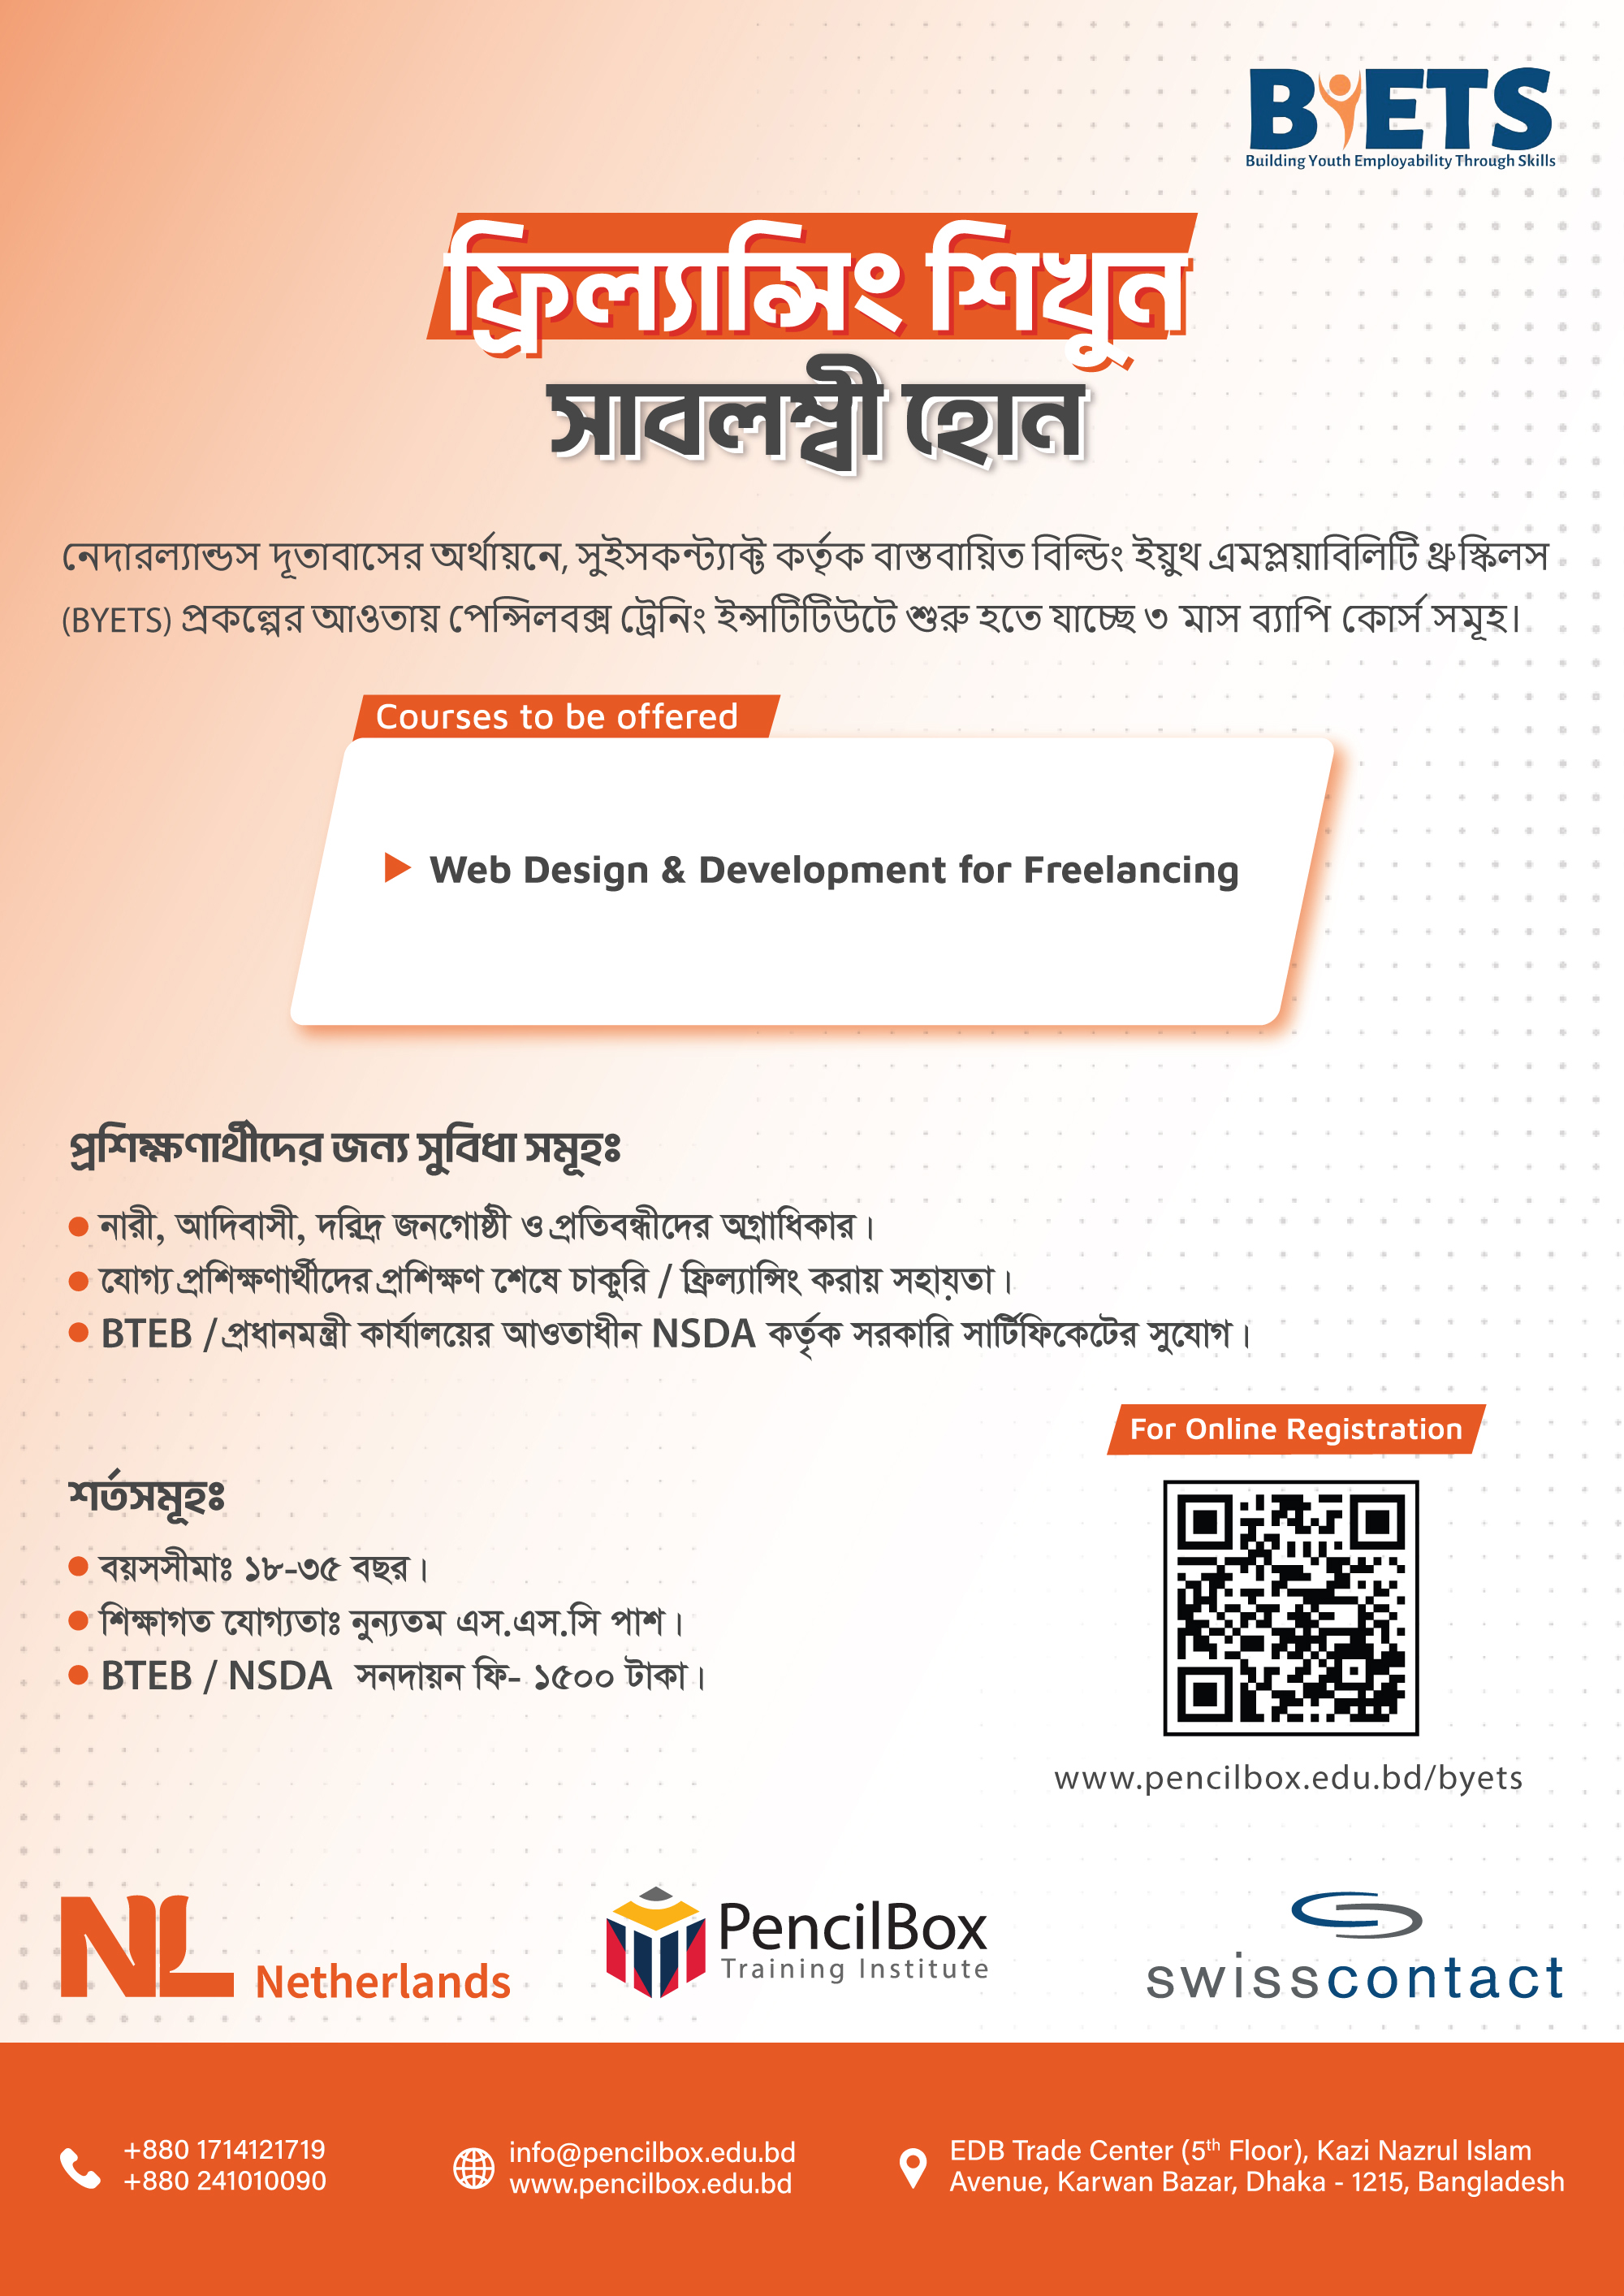 BYETS
Building Youth Employability Through Skills
ফ্রিল্যান্সিং শিখুন
সাবলম্বী হোন
নেদারল্যান্ডস দূতাবাসের অর্থায়নে, সুইসকন্ট্যাক্ট কর্তৃক বাস্তবায়িত বিল্ডিং ইয়ুথ এমপ্লয়াবিলিটি থ্রু স্কিলস
(BYETS) প্রকল্পের আওতায় পেন্সিলবক্স ট্রেনিং ইন্সটিটিউটে শুরু হতে যাচ্ছে ৩ মাস ব্যাপি কোর্স সমূহ।
Courses to be offered
Web Design & Development for Freelancing
প্রশিক্ষণার্থীদের জন্য সুবিধা সমূহঃ
নারী, আদিবাসী, দরিদ্র জনগোষ্ঠী ও প্রতিবন্ধীদের অগ্রাধিকার।
যোগ্য প্রশিক্ষণার্থীদের প্রশিক্ষণ শেষে চাকুরি / ফ্রিল্যান্সিং করায় সহায়তা।
BTEB / প্রধানমন্ত্রী কার্যালয়ের আওতাধীন NSDA কর্তৃক সরকারি সার্টিফিকেটের সুযোগ।
For Online Registration
শর্তসমূহঃ
বয়সসীমাঃ ১৮-৩৫ বছর।
শিক্ষাগত যোগ্যতাঃ নুন্যতম এস.এস.সি পাশ।
BTEB / NSDA সনদায়ন ফি- ১৫০০ টাকা।
www.pencilbox.edu.bd/byets
NL Netherlands
PencilBox
Training Institute
swisscontact
+880 1714121719
+880 241010090
info@pencilbox.edu.bd
www.pencilbox.edu.bd
EDB Trade Center (5th Floor), Kazi Nazrul Islam
Avenue, Karwan Bazar, Dhaka - 1215, Bangladesh